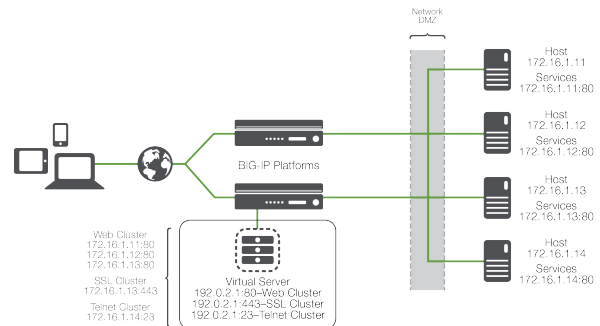 Network
DMZ
Host
172.16.1.11
Services
172.16.1.11:80
Host
172.16.1.12
Services
172.16.1.12:80
BIG-IP Platforms
Host
172.16.1.13
Services
172.16.1.13:80
Host
172.16.1.14
Services
172.16.1.14:80
Web Cluster
172.16.1.11:80
172.16.1.12:80
172.16.1.13:80
SSL Cluster
172.16.1.13:443
Telnet Cluster
172.16.1.14:23
Virtual Server
192.0.2.1:80–Web Cluster
192.0.2.1:443–SSL Cluster
192.0.2.1:23–Telnet Cluster